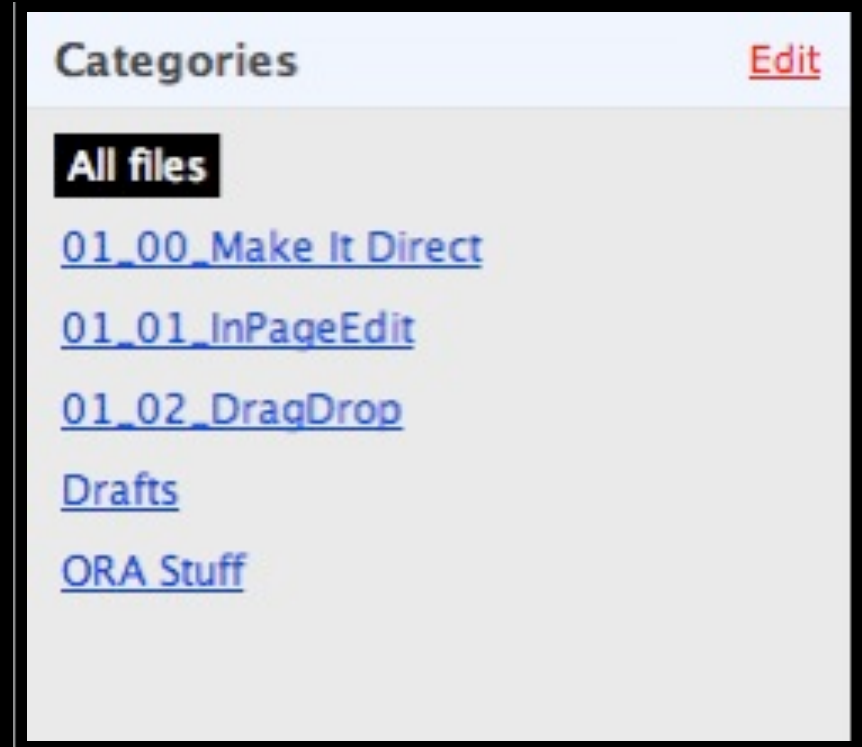 Categories Edit
All files
01_00_Make It Direct
01_01_InPageEdit
01_02_DragDrop
Drafts
ORA Stuff